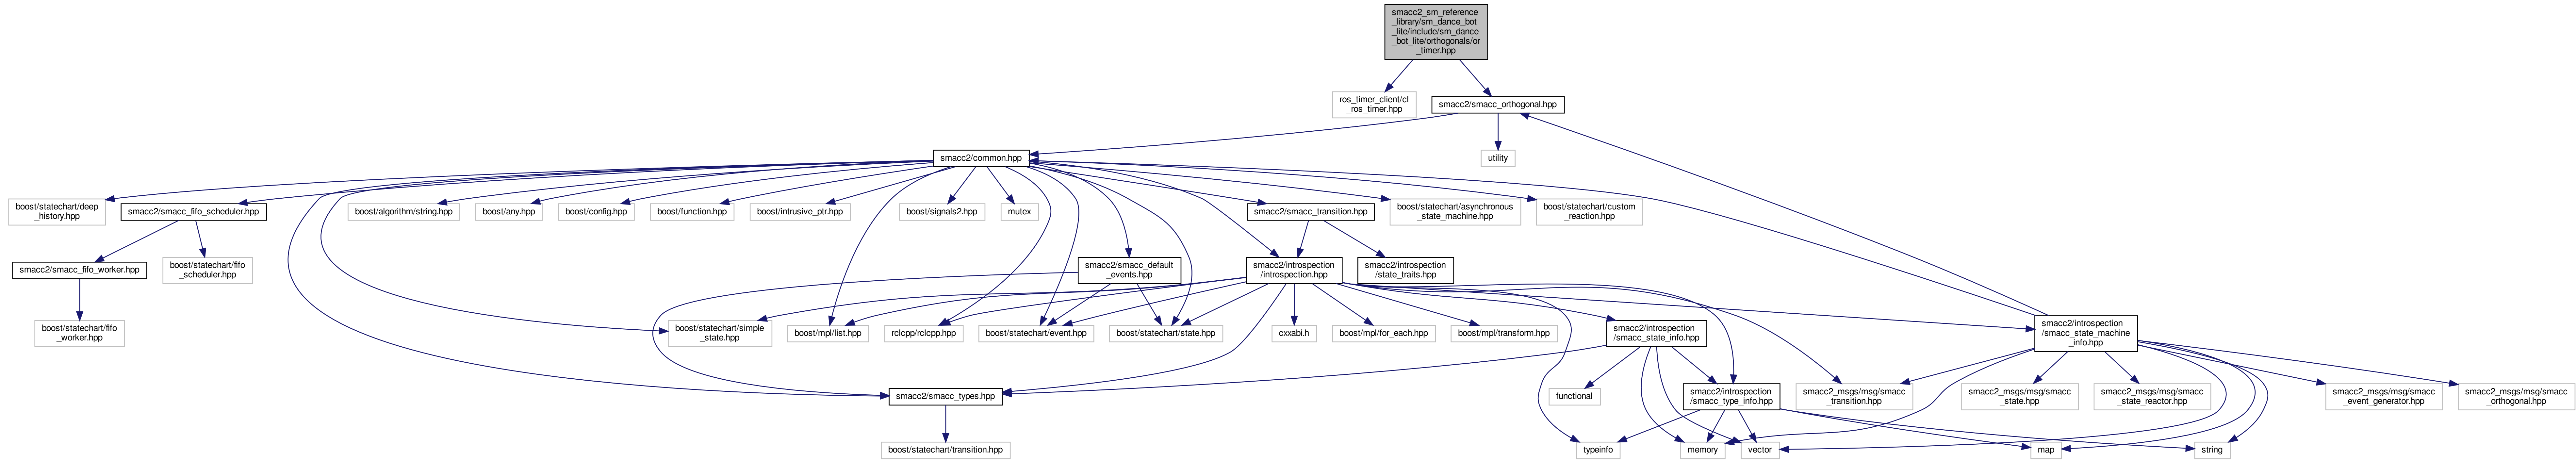 smacc2_sm_reference
_library/sm_dance_bot
_lite/include/sm_dance
_bot_lite/orthogonals/or
_timer.hpp
ros_timer_client/cl
_ros_timer.hpp
smacc2/smacc_orthogonal.hpp
smacc2/common.hpp
utility
boost/statechart/deep
_history.hpp
smacc2/smacc_fifo_scheduler.hpp
boost/algorithm/string.hpp
boost/any.hpp
boost/config.hpp
boost/function.hpp
boost/intrusive_ptr.hpp
boost/signals2.hpp
mutex
smacc2/smacc_transition.hpp
boost/statechart/asynchronous
_state_machine.hpp
boost/statechart/custom
_reaction.hpp
smacc2/smacc_fifo_worker.hpp
boost/statechart/fifo
_scheduler.hpp
smacc2/smacc_default
_events.hpp
smacc2/introspection
/introspection.hpp
smacc2/introspection
/state_traits.hpp
boost/statechart/fifo
_worker.hpp
boost/statechart/simple
_state.hpp
boost/mpl/list.hpp
rclcpp/rclcpp.hpp
boost/statechart/event.hpp
boost/statechart/state.hpp
cxxabi.h
boost/mpl/for_each.hpp
boost/mpl/transform.hpp
smacc2/introspection
/smacc_state_info.hpp
smacc2/introspection
/smacc_state_machine
_info.hpp
smacc2/smacc_types.hpp
functional
smacc2/introspection
/smacc_type_info.hpp
smacc2_msgs/msg/smacc
_transition.hpp
smacc2_msgs/msg/smacc
_state.hpp
smacc2_msgs/msg/smacc
_state_reactor.hpp
smacc2_msgs/msg/smacc
_event_generator.hpp
smacc2_msgs/msg/smacc
_orthogonal.hpp
boost/statechart/transition.hpp
typeinfo
memory
vector
map
string